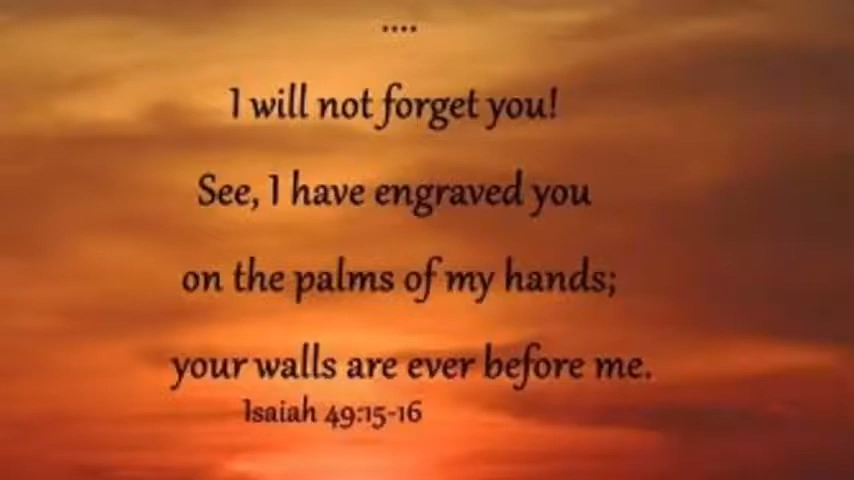 ....
I will not forget you!
See, I have engraved you
on the palms of my hands;
your walls are ever before me.
Isaiah 49:15-16